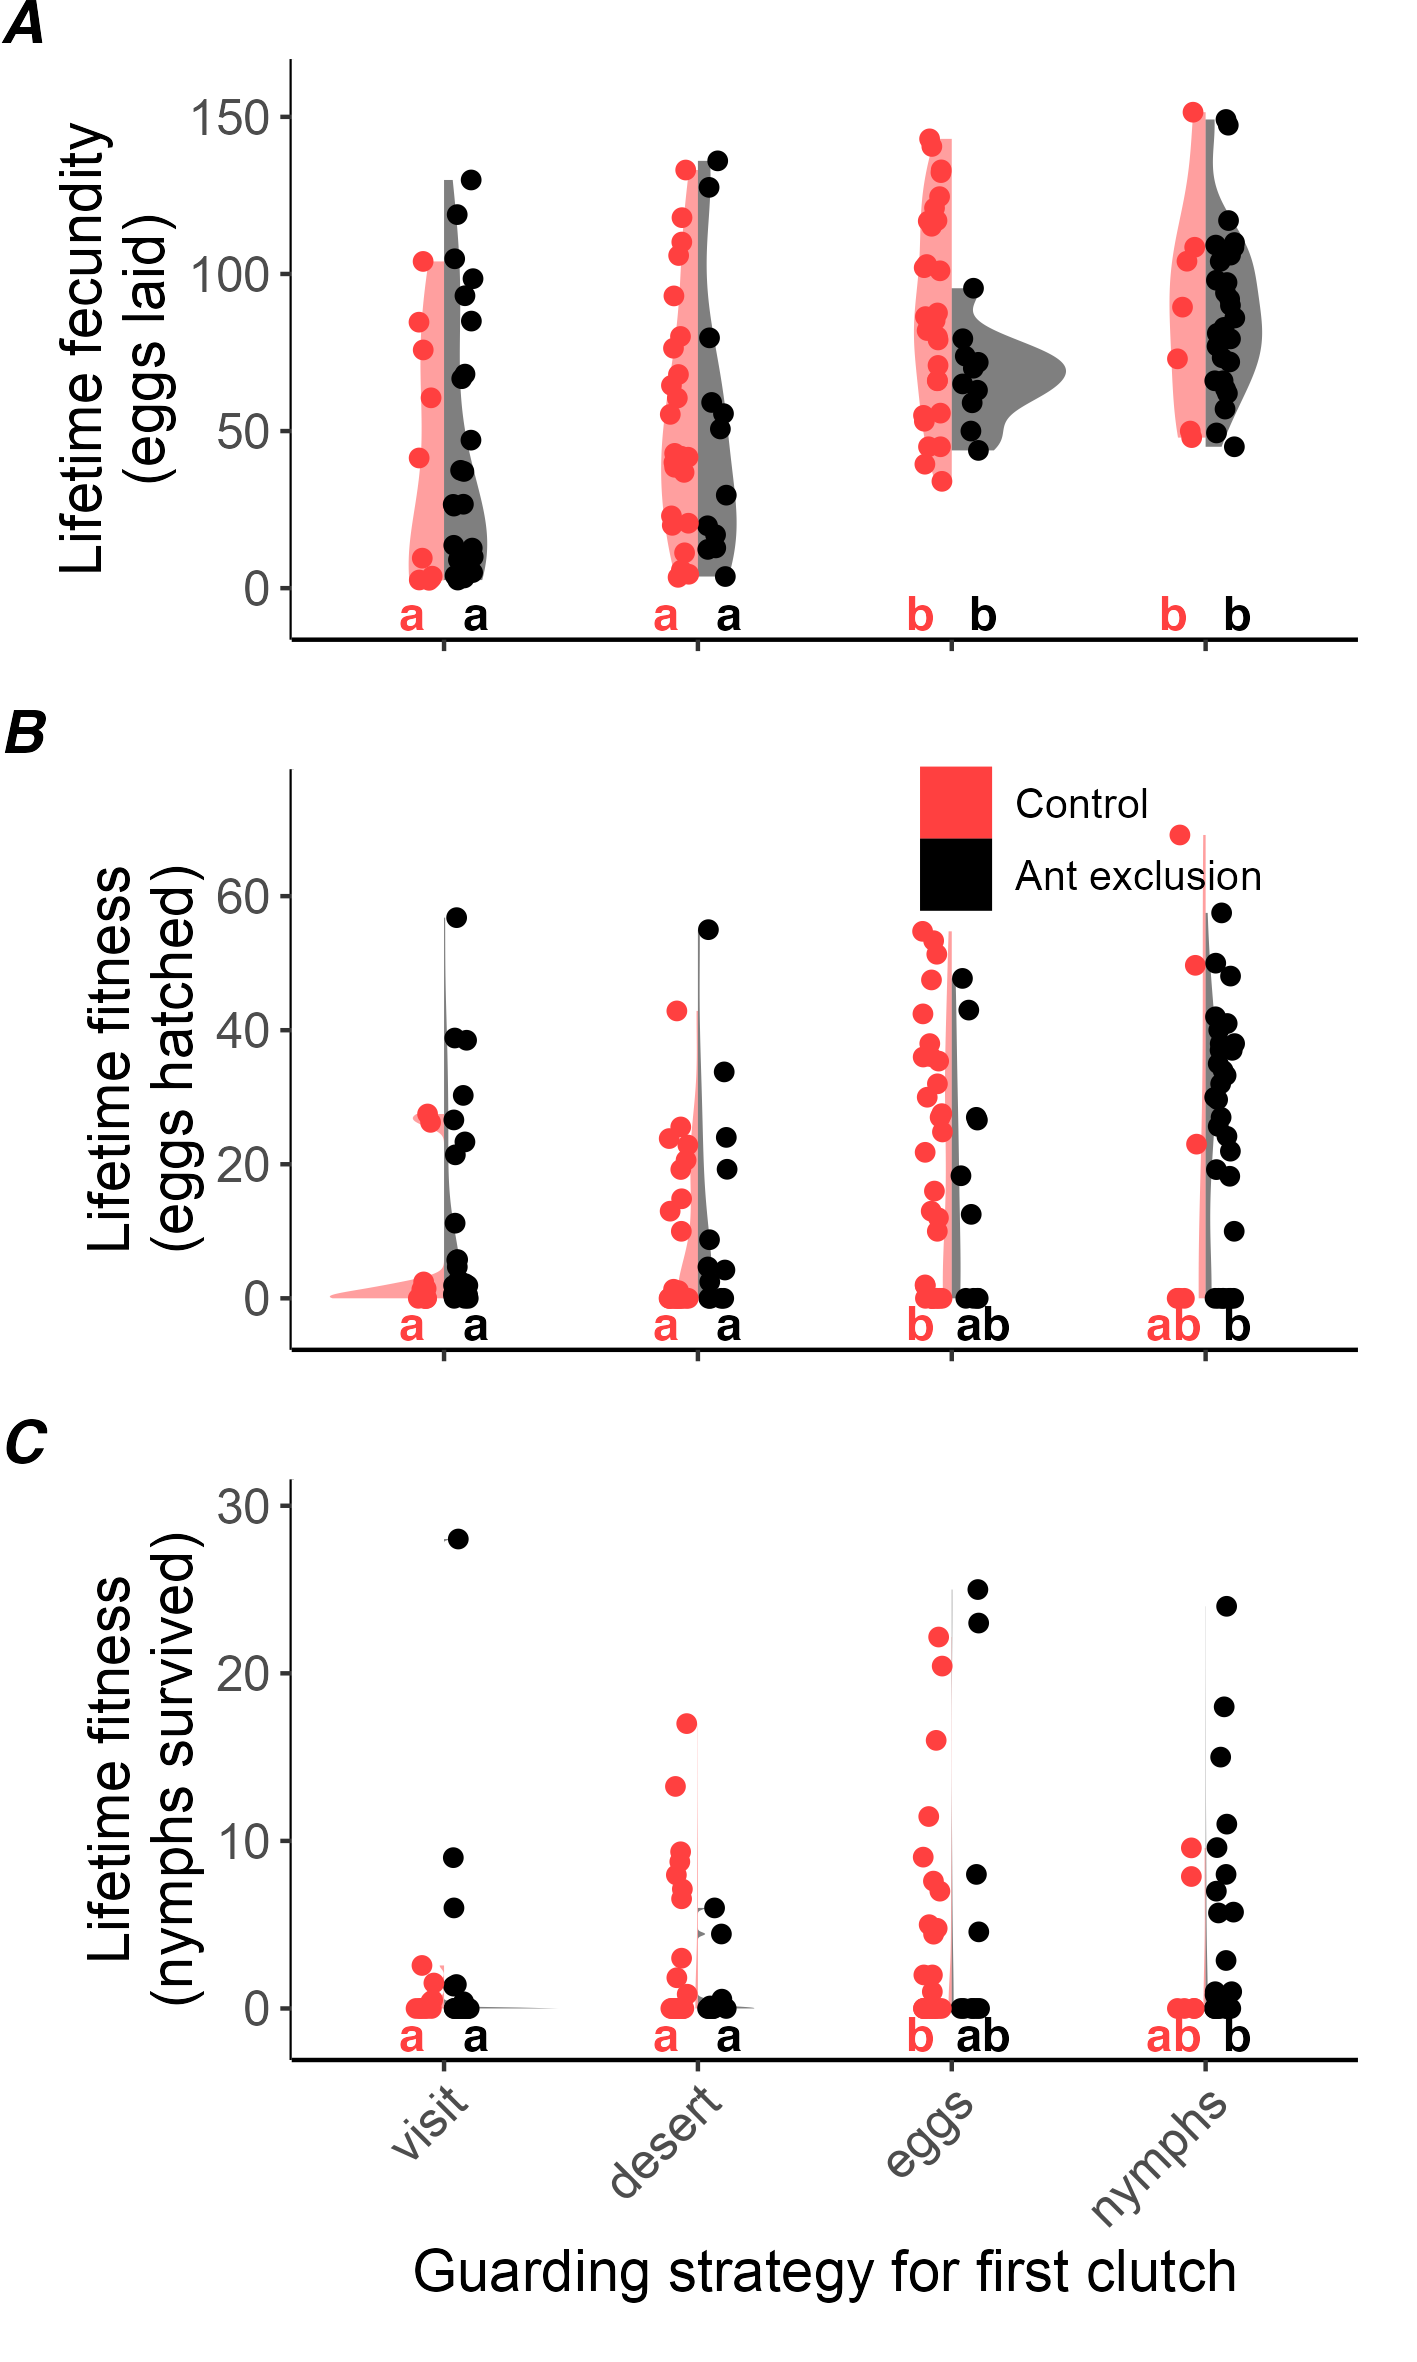 A
Lifetime fecundity
(eggs laid)
150
100
50
0
a a a a b b b b
B
Lifetime fitness
(eggs hatched)
Control
Ant exclusion
60
40
20
0
a a a a b ab ab b
C
Lifetime fitness
(nymphs survived)
30
20
10
0
a a a a b ab ab b
visit desert eggs nymphs
Guarding strategy for first clutch